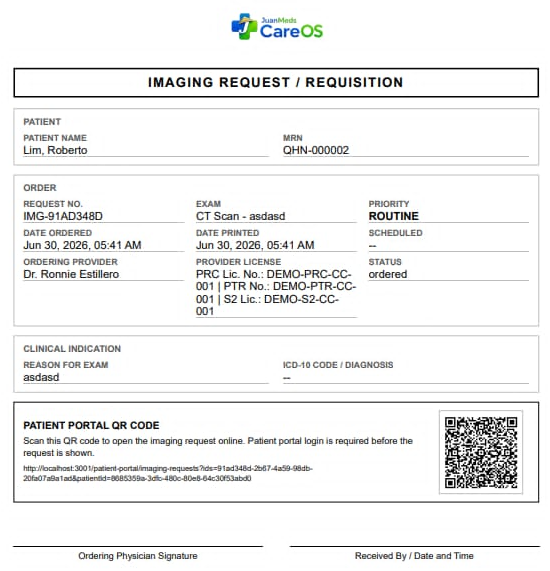 JuanMeds
CareOS
IMAGING REQUEST / REQUISITION
PATIENT
PATIENT NAME
Lim, Roberto
MRN
QHN-000002
ORDER
REQUEST NO.
IMG-91AD348D
EXAM
CT Scan - asdasd
PRIORITY
ROUTINE
DATE ORDERED
Jun 30, 2026, 05:41 AM
DATE PRINTED
Jun 30, 2026, 05:41 AM
SCHEDULED
--
ORDERING PROVIDER
Dr. Ronnie Estillero
PROVIDER LICENSE
PRC Lic. No.: DEMO-PRC-CC-
001 | PTR No.: DEMO-PTR-CC-
001 | S2 Lic.: DEMO-S2-CC-
001
STATUS
ordered
CLINICAL INDICATION
REASON FOR EXAM
asdasd
ICD-10 CODE / DIAGNOSIS
--
PATIENT PORTAL QR CODE
Scan this QR code to open the imaging request online. Patient portal login is required before the
request is shown.
http://localhost:3001/patient-portal/imaging-requests?ids=91ad348d-2b67-4a59-98db-
20fa07a9a1ad&patientId=8685359a-3dfc-480c-80e8-64c30f53abd0
Ordering Physician Signature
Received By / Date and Time